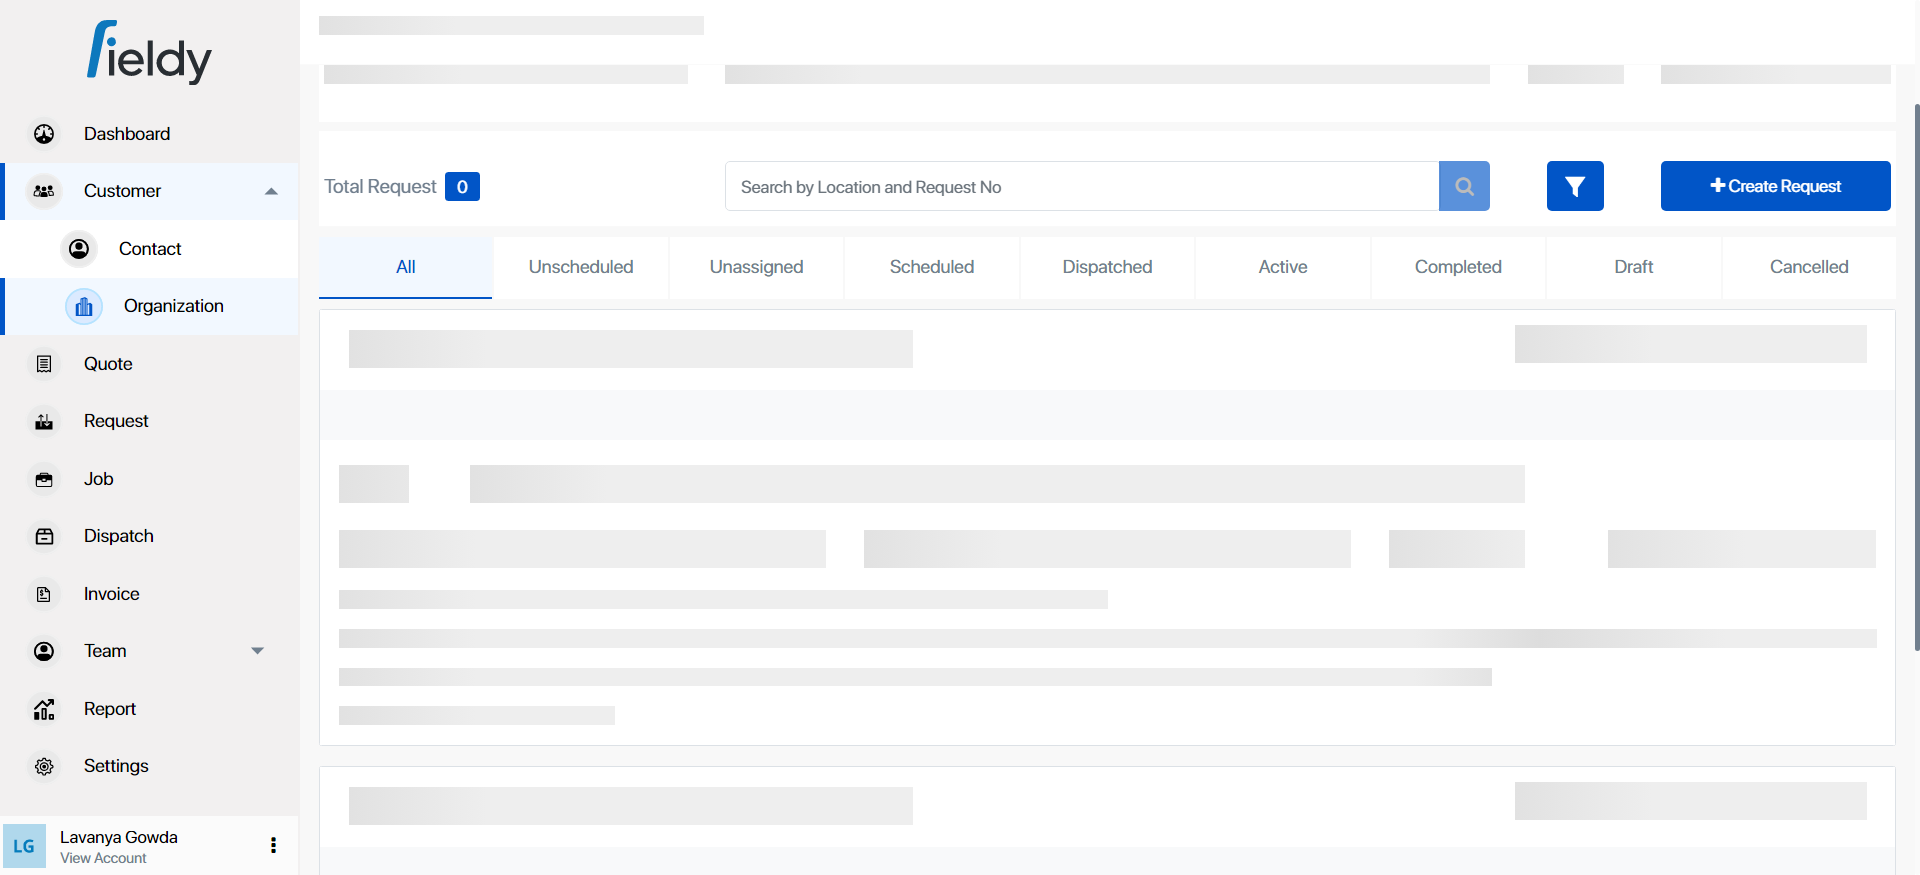 fieldy
Dashboard
Customer
Contact
Organization
Quote
Request
Job
Dispatch
Invoice
Team
Report
Settings
LG
Lavanya Gowda
View Account
Total Request 0
Search by Location and Request No
Create Request
All
Unscheduled
Unassigned
Scheduled
Dispatched
Active
Completed
Draft
Cancelled